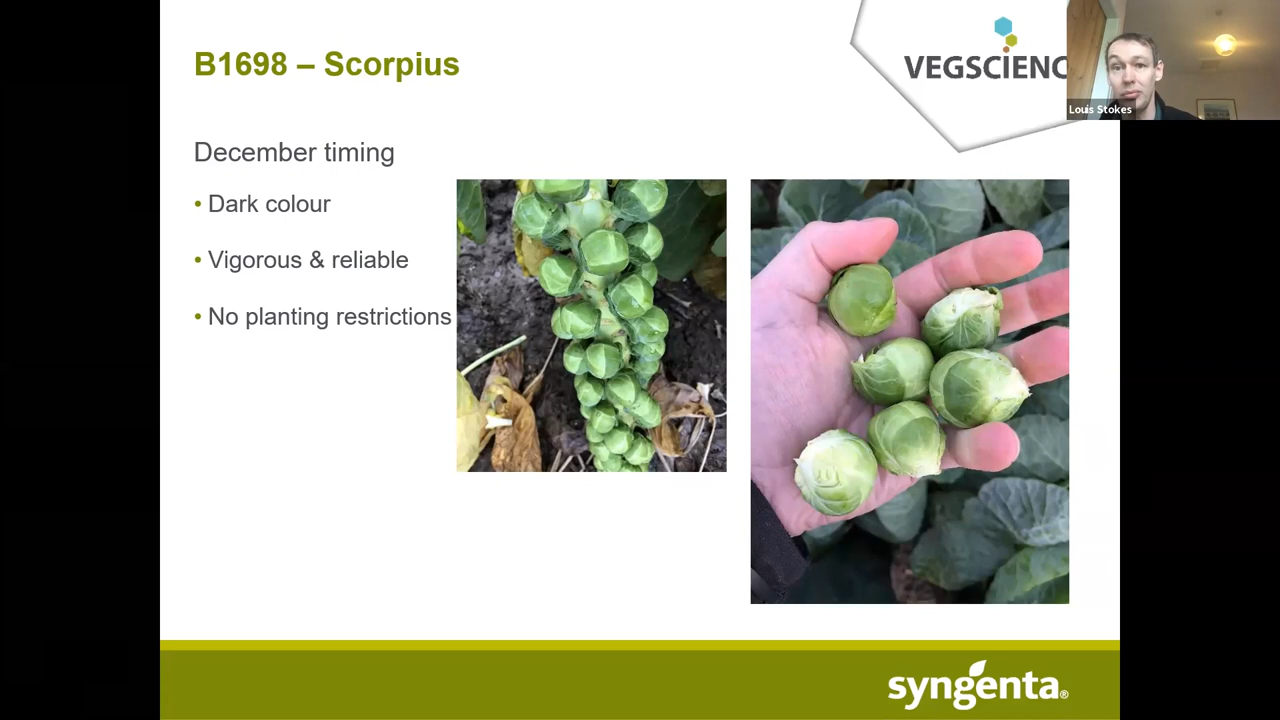 B1698 – Scorpius
VEGSCIENC
Louis Stokes
December timing
• Dark colour
• Vigorous & reliable
• No planting restrictions
syngenta®